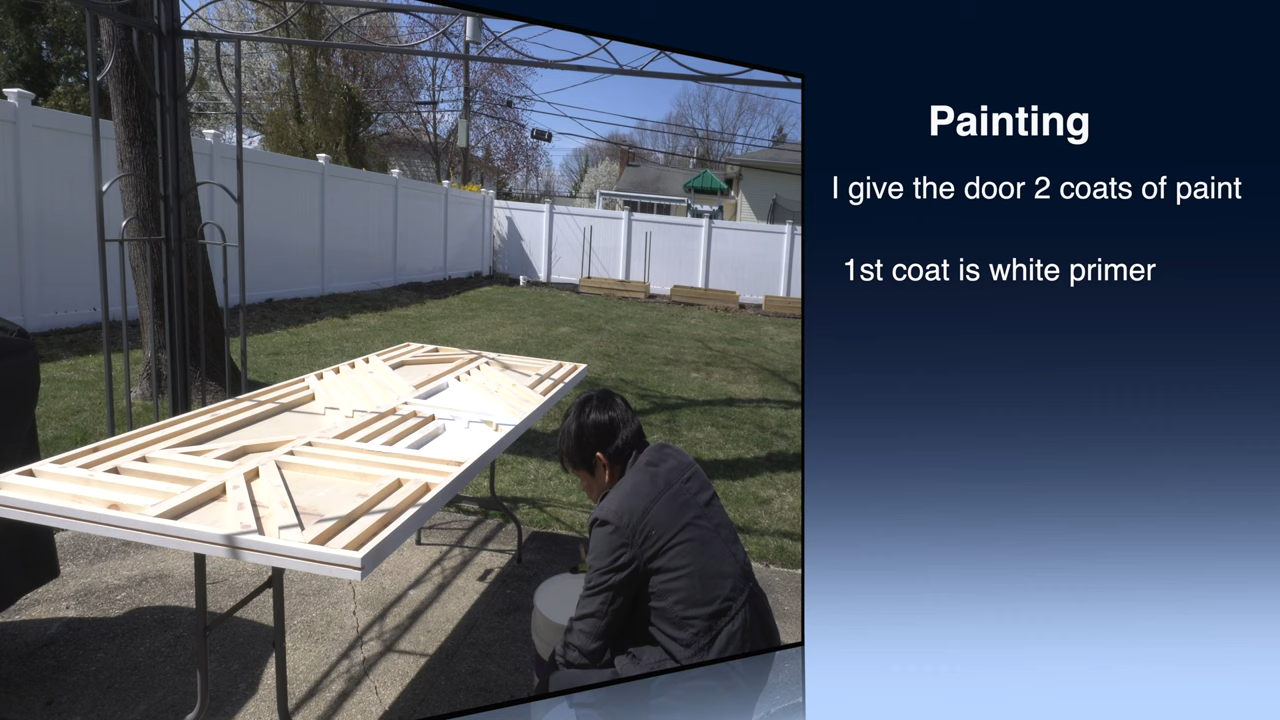 Painting
I give the door 2 coats of paint
1st coat is white primer